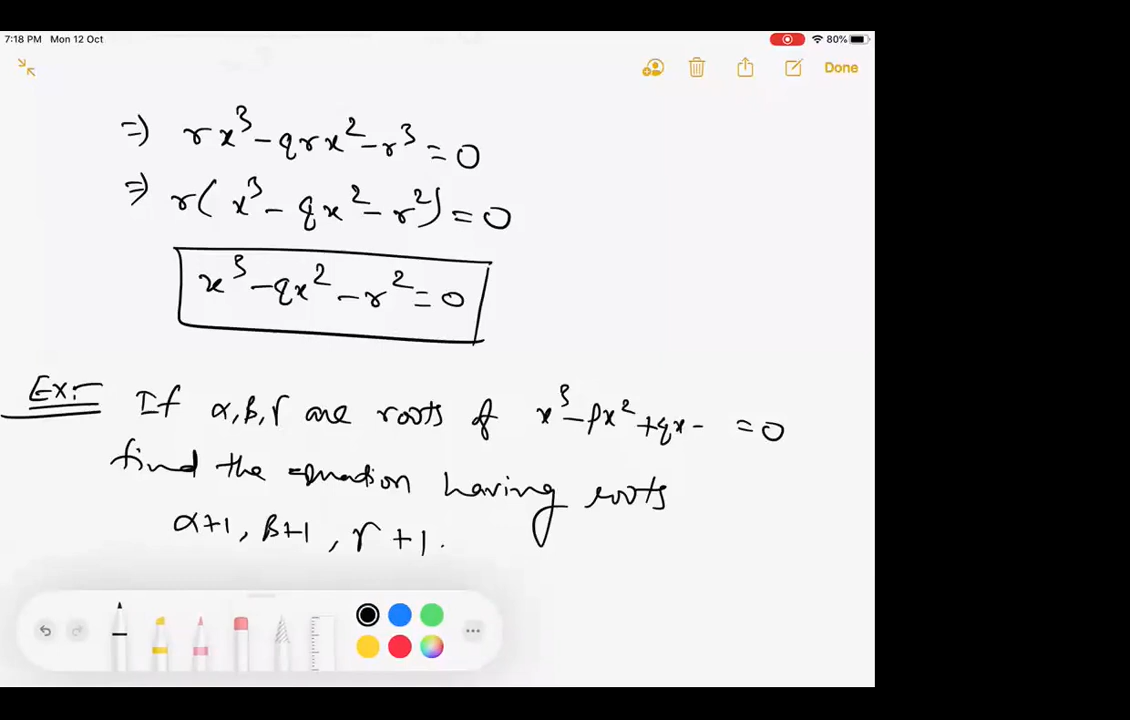 7:18 PM Mon 12 Oct 80%
Done
⇒ rx³ - qrx² - r³ = 0
⇒ r(x³ - qx² - r²) = 0
x³ - qx² - r² = 0
Ex:- If α, β, γ are roots of x³ - px² + qx - = 0
find the equation having roots
α+1, β+1, γ+1.